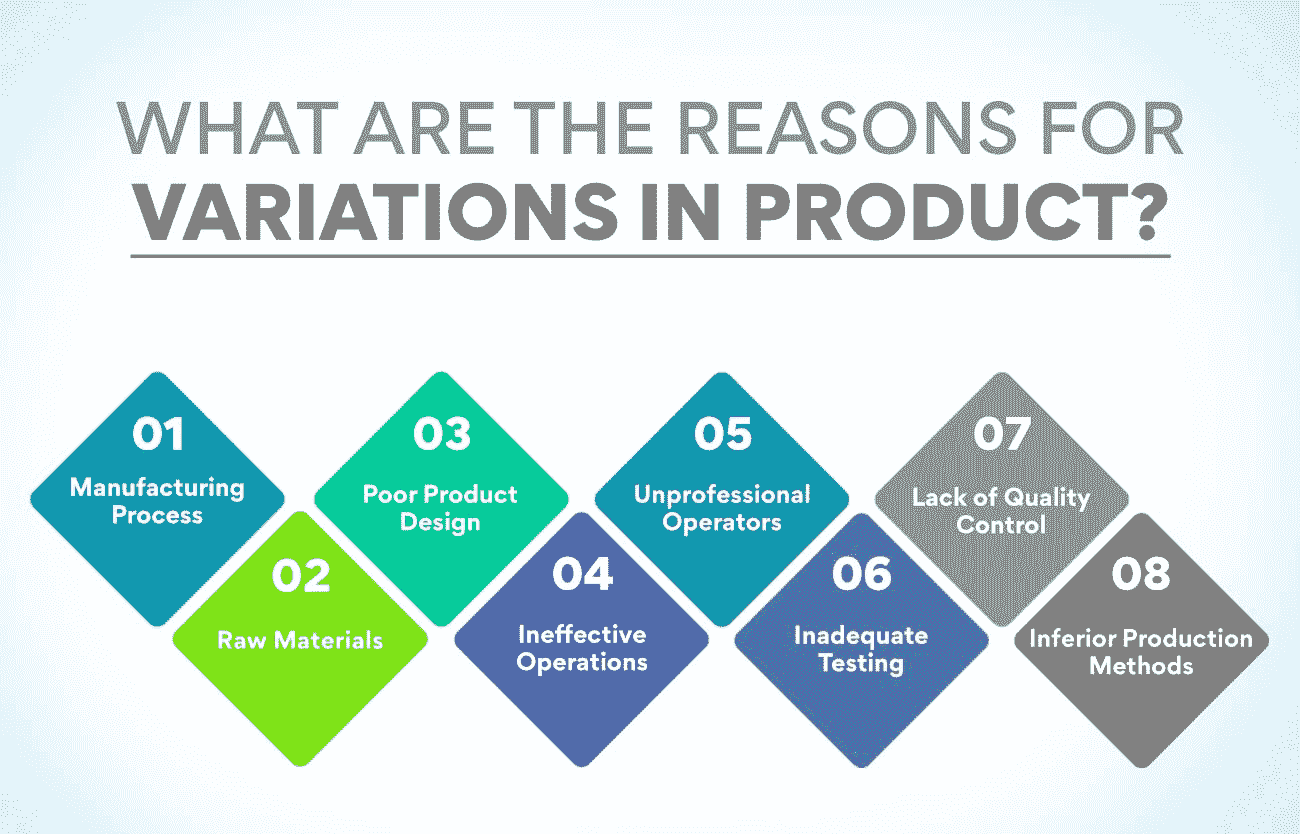 WHAT ARE THE REASONS FOR
VARIATIONS IN PRODUCT?
01
Manufacturing
Process
02
Raw Materials
03
Poor Product
Design
04
Ineffective
Operations
05
Unprofessional
Operators
06
Inadequate
Testing
07
Lack of Quality
Control
08
Inferior Production
Methods